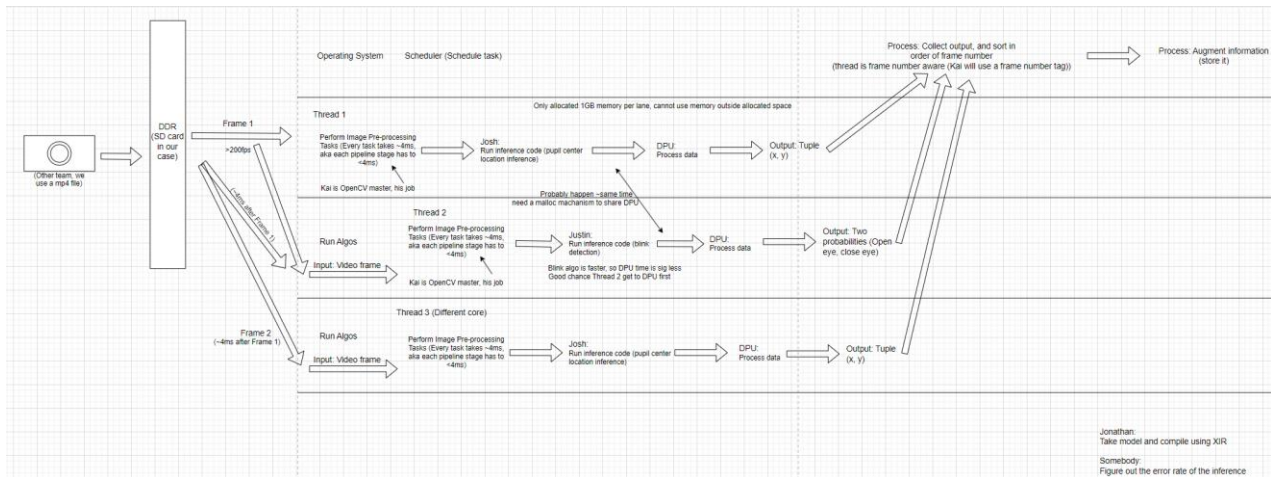 Operating System
Scheduler (Schedule task)
Process: Collect output, and sort in
order of frame number
(thread is frame number aware (Kai will use a frame number tag))
Process: Augment information
(store it)
Only allocated 1GB memory per lane, cannot use memory outside allocated space
(Other team, we
use a mp4 file)
DDR
(SD card
in our
case)
Frame 1
>200fps
(~4ms after Frame 1)
Frame 2
(~4ms after Frame 1)
Thread 1
Perform Image Pre-processing
Tasks (Every task takes ~4ms,
aka each pipeline stage has to
<4ms)
Kai is OpenCV master, his job
Josh:
Run inference code (pupil center
location inference)
DPU:
Process data
Output: Tuple
(x, y)
Probably happen ~same time
need a malloc machanism to share DPU
Thread 2
Run Algos
Input: Video frame
Perform Image Pre-processing
Tasks (Every task takes ~4ms,
aka each pipeline stage has to
<4ms)
Kai is OpenCV master, his job
Justin:
Run inference code (blink
detection)
Blink algo is faster, so DPU time is sig less
Good chance Thread 2 get to DPU first
DPU:
Process data
Output: Two
probabilities (Open
eye, close eye)
Thread 3 (Different core)
Run Algos
Input: Video frame
Perform Image Pre-processing
Tasks (Every task takes ~4ms,
aka each pipeline stage has to
<4ms)
Josh:
Run inference code (pupil center
location inference)
DPU:
Process data
Output: Tuple
(x, y)
Jonathan:
Take model and compile using XIR
Somebody:
Figure out the error rate of the inference